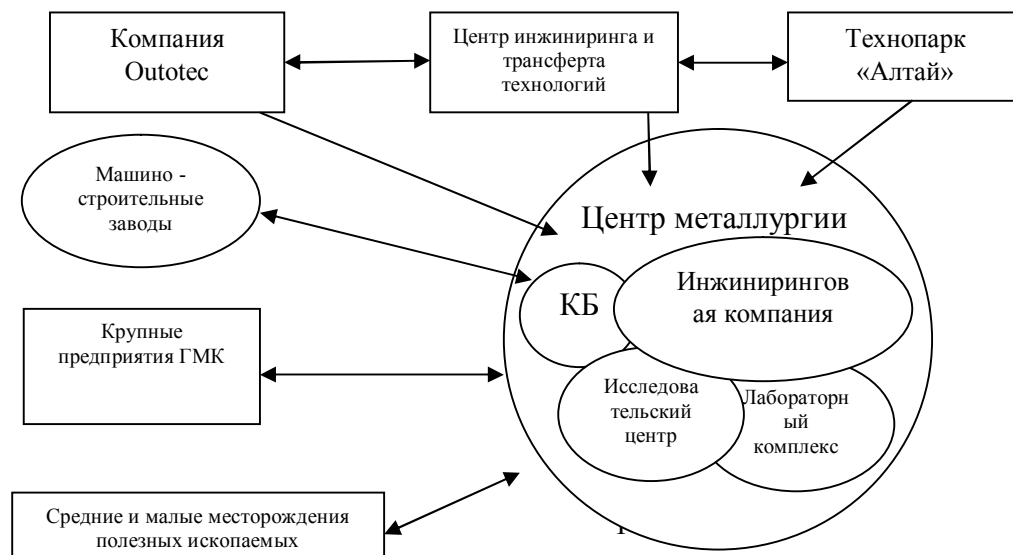 Компания
Outotec
Центр инжиниринга и
трансферта
технологий
Технопарк
«Алтай»
Машино -
строительные
заводы
Центр металлургии
КБ
Инжиниринг
ая компания
Крупные
предприятия ГМК
Исследова
тельский
центр
Лабораторн
ый
комплекс
Средние и малые месторождения
полезных ископаемых